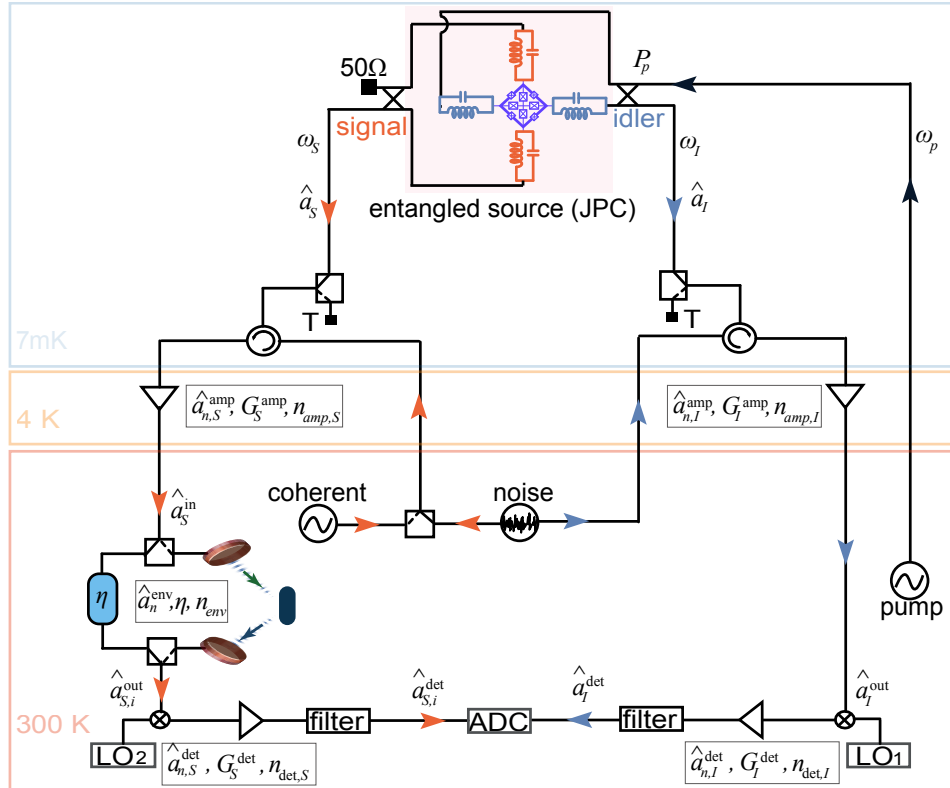 50Ω
P_p
signal
idler
ω_S
ω_I
ω_p
â_S
entangled source (JPC)
â_I
T
T
7mK
4 K
â_{n,S}^{amp}, G_S^{amp}, n_{amp,S}
â_{n,I}^{amp}, G_I^{amp}, n_{amp,I}
coherent
noise
â_S^{in}
η
â_n^{env}, η, n_{env}
pump
â_{S,i}^{out}
â_{S,i}^{det}
â_I^{det}
â_I^{out}
300 K
filter
ADC
filter
LO2
LO1
â_{n,S}^{det}, G_S^{det}, n_{det,S}
â_{n,I}^{det}, G_I^{det}, n_{det,I}